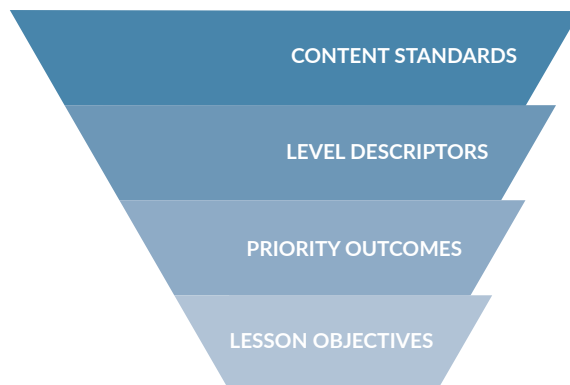 CONTENT STANDARDS
LEVEL DESCRIPTORS
PRIORITY OUTCOMES
LESSON OBJECTIVES